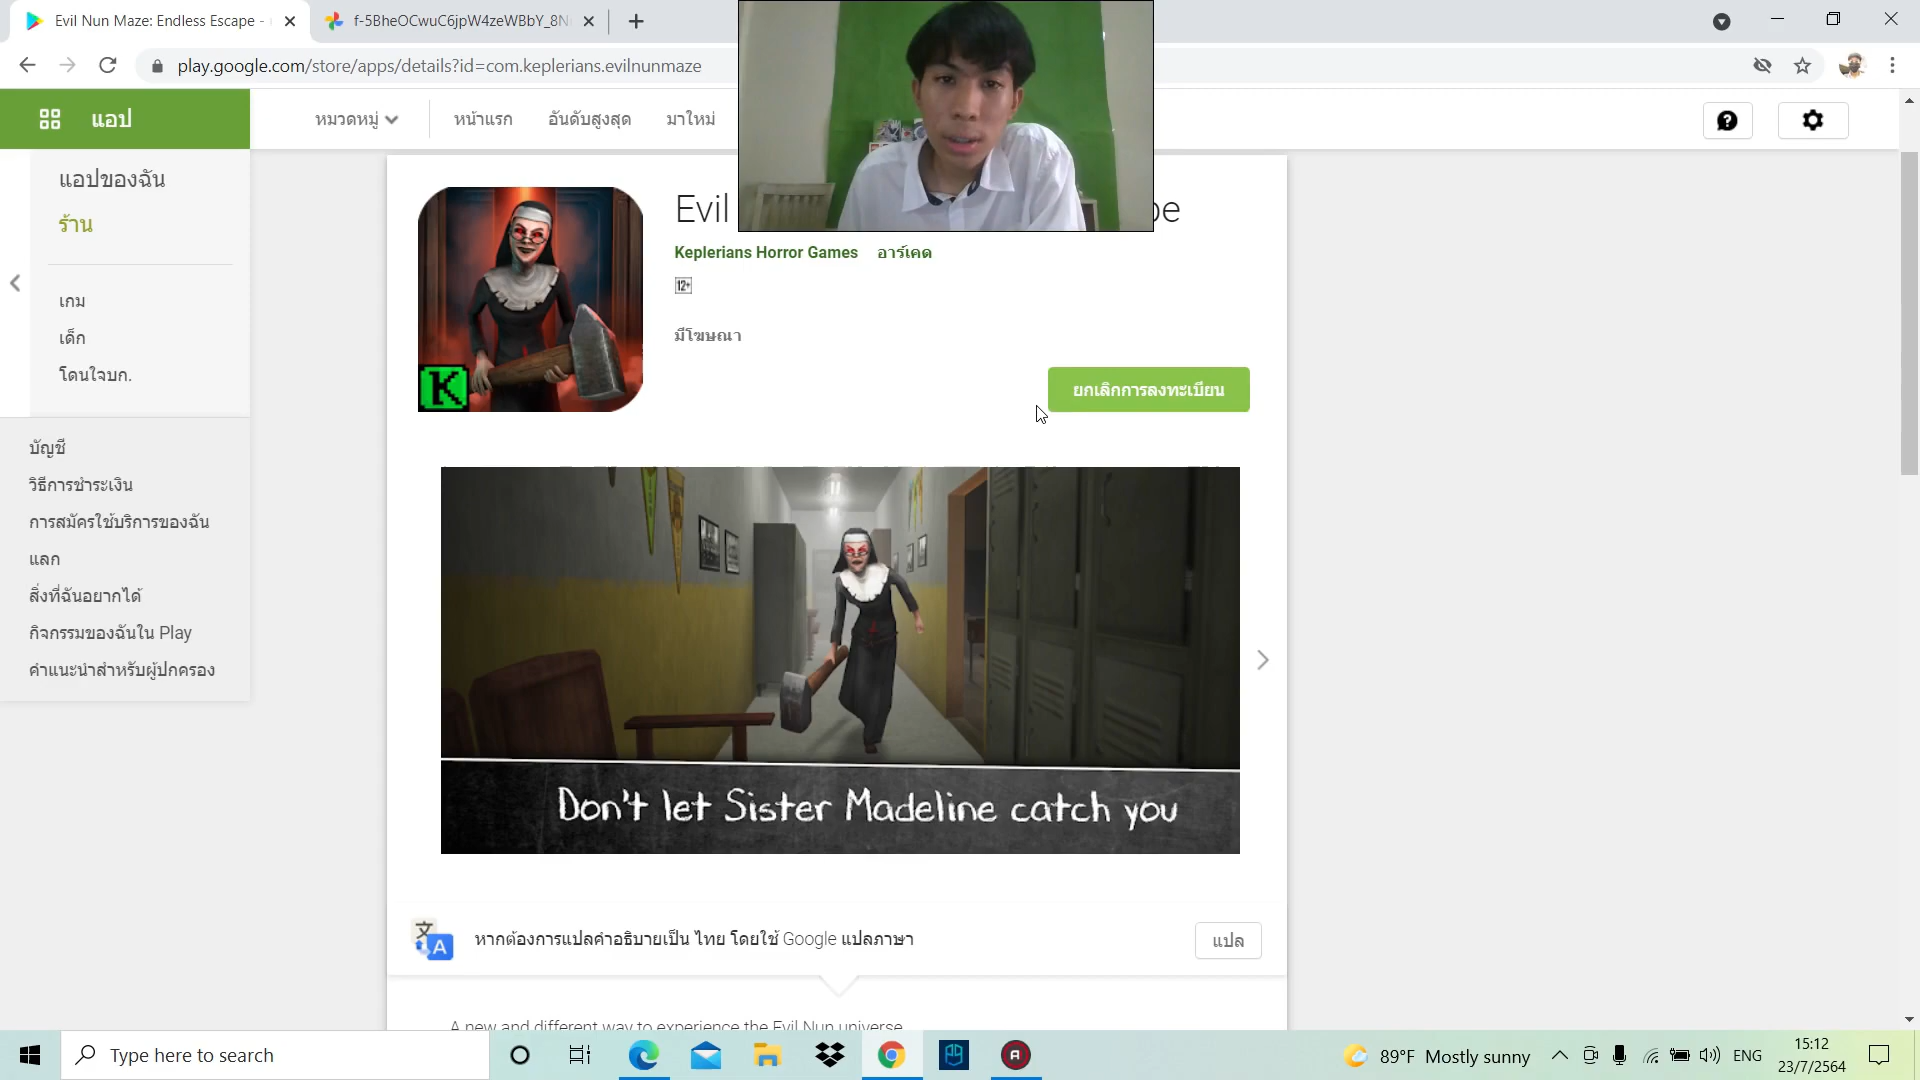 Evil Nun Maze: Endless Escape -
f-5BheOCwuC6jpW4zeWBbY_8N
play.google.com/store/apps/details?id=com.keplerians.evilnunmaze
แอป
หมวดหมู่
หน้าแรก
อันดับสูงสุด
มาใหม่
แอปของฉัน
ร้าน
เกม
เด็ก
โดนใจบก.
บัญชี
วิธีการชำระเงิน
การสมัครใช้บริการของฉัน
แลก
สิ่งที่ฉันอยากได้
กิจกรรมของฉันใน Play
คำแนะนำสำหรับผู้ปกครอง
Evil
pe
Keplerians Horror Games อาร์เคด
12+
มีโฆษณา
ยกเลิกการลงทะเบียน
K
Don't let Sister Madeline catch you
หากต้องการแปลคำอธิบายเป็น ไทย โดยใช้ Google แปลภาษา
แปล
A new and different way to experience the Evil Nun universe
Type here to search
89°F Mostly sunny
ENG
15:12
23/7/2564